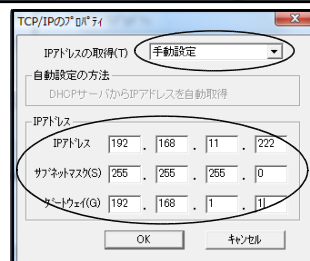 TCP/IPのﾌﾟﾛﾊﾟﾃｨ
IPｱﾄﾞﾚｽの取得(T) 手動設定
自動設定の方法
DHCPサーバからIPアドレスを自動取得
IPｱﾄﾞﾚｽ
IPｱﾄﾞﾚｽ 192 . 168 . 11 . 222
ｻﾌﾞﾈｯﾄﾏｽｸ(S) 255 . 255 . 255 . 0
ｹﾞｰﾄｳｪｲ(G) 192 . 168 . 1 . 1
OK ｷｬﾝｾﾙ